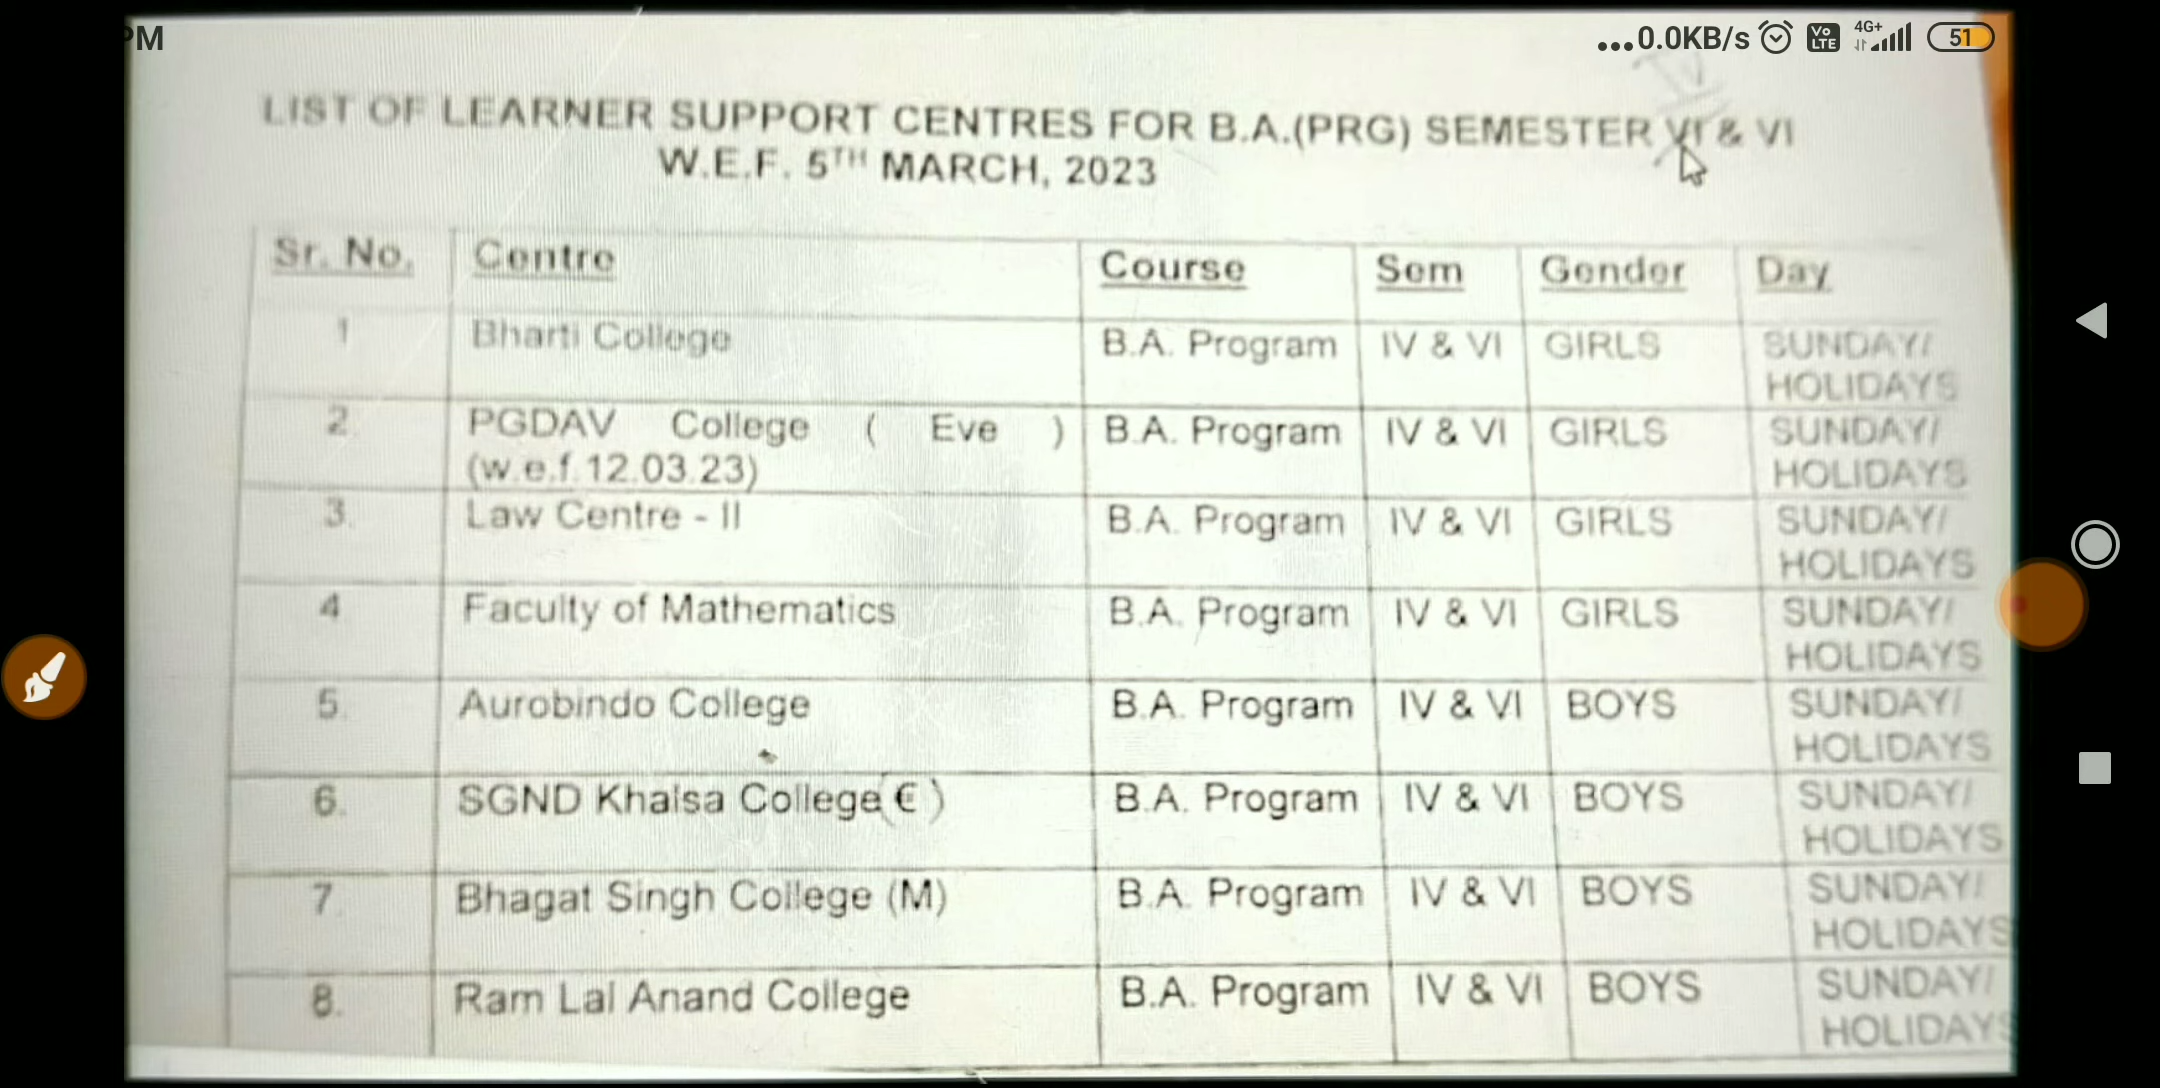 PM
...0.0KB/s Vo LTE 4G+ 51
IV
LIST OF LEARNER SUPPORT CENTRES FOR B.A.(PRG) SEMESTER VI & VI
W.E.F. 5TH MARCH, 2023
Sr. No. Centre Course Sem Gender Day
1 Bharti College B.A. Program IV & VI GIRLS SUNDAY/
HOLIDAYS
2. PGDAV College ( Eve ) B.A. Program IV & VI GIRLS SUNDAY/
(w.e.f.12.03.23) HOLIDAYS
3. Law Centre - II B.A. Program IV & VI GIRLS SUNDAY/
HOLIDAYS
4 Faculty of Mathematics B.A. Program IV & VI GIRLS SUNDAY/
HOLIDAYS
5. Aurobindo College B.A. Program IV & VI BOYS SUNDAY/
HOLIDAYS
6. SGND Khalsa College(€ ) B.A. Program IV & VI BOYS SUNDAY/
HOLIDAYS
7. Bhagat Singh College (M) B.A. Program IV & VI BOYS SUNDAY/
HOLIDAYS
8. Ram Lal Anand College B.A. Program IV & VI BOYS SUNDAY/
HOLIDAYS